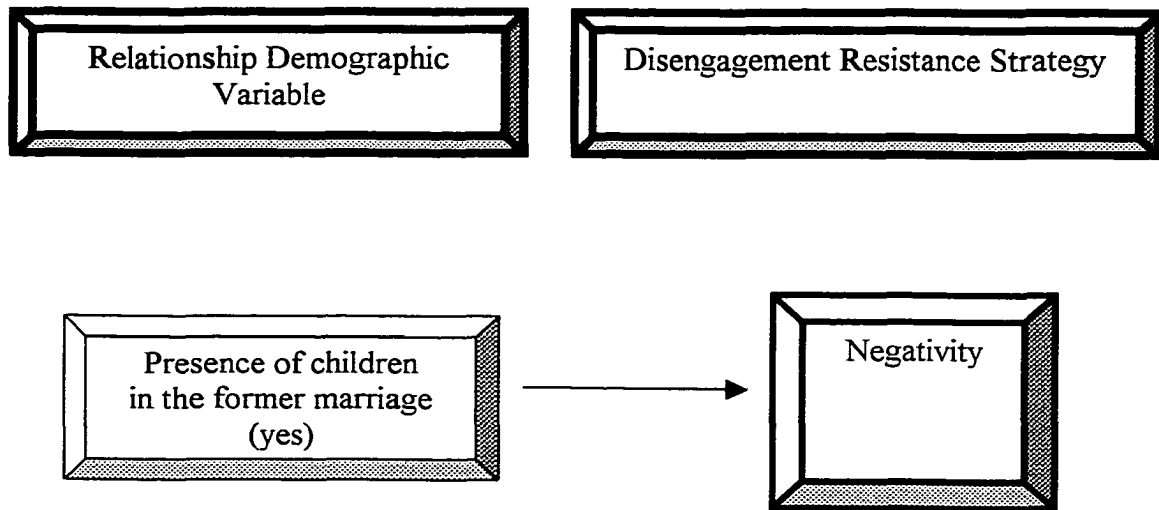 Relationship Demographic
Variable
Disengagement Resistance Strategy
Presence of children
in the former marriage
(yes)
Negativity